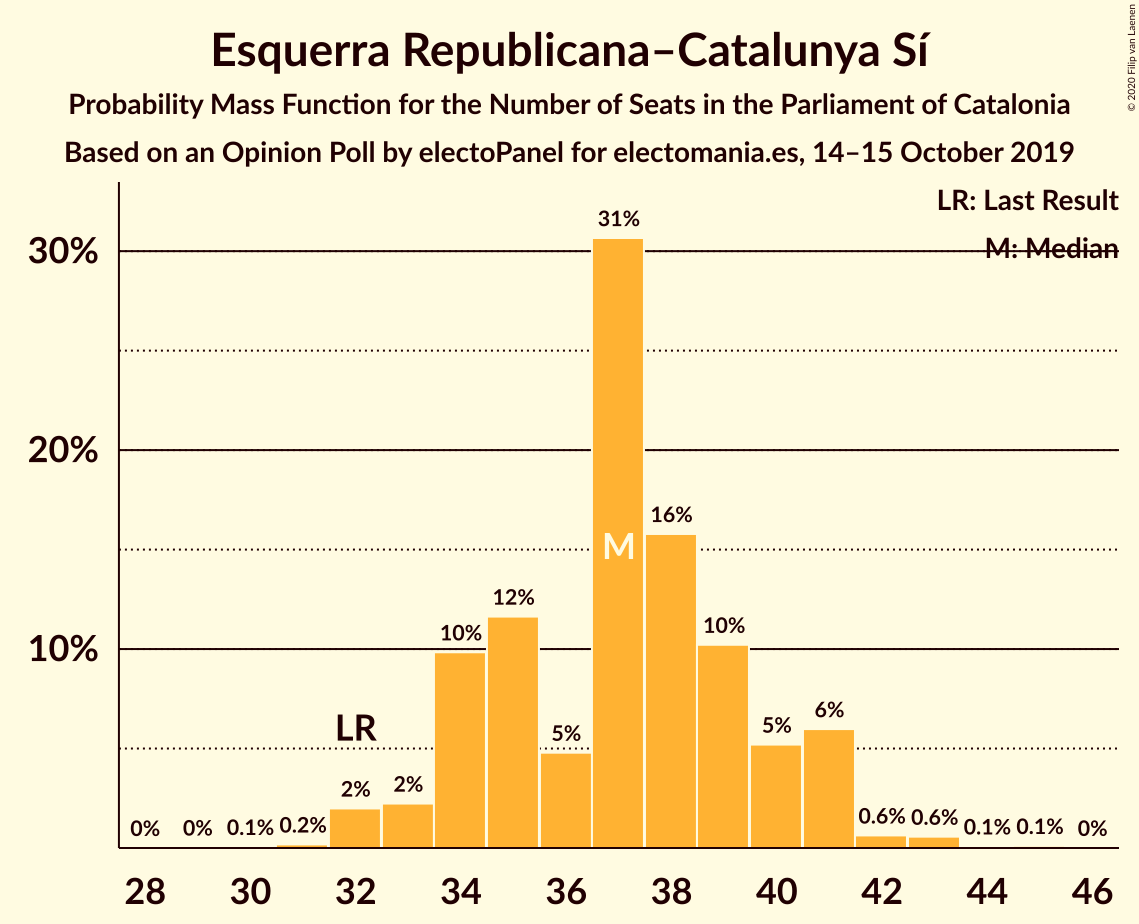 Esquerra Republicana–Catalunya Sí
Probability Mass Function for the Number of Seats in the Parliament of Catalonia
Based on an Opinion Poll by electoPanel for electomania.es, 14–15 October 2019
© 2020 Filip van Laenen
LR: Last Result
M: Median
30%
20%
10%
0%
0%
0.1%
0.2%
2%
2%
10%
12%
5%
31%
16%
10%
5%
6%
0.6%
0.6%
0.1%
0.1%
0%
LR
M
28 30 32 34 36 38 40 42 44 46